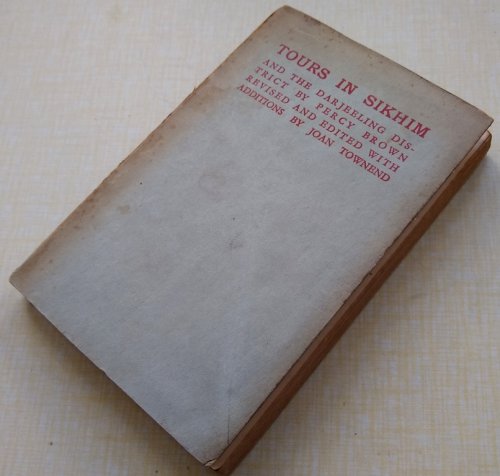 TOURS IN SIKHIM
AND THE DARJEELING DIS-
TRICT BY PERCY BROWN
REVISED AND EDITED WITH
ADDITIONS BY JOAN TOWNEND